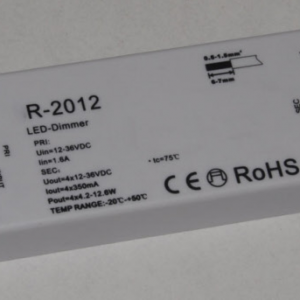 0.5-1.5mm²
6-7mm
R-2012
LED-Dimmer
PRI:
Uin=12-36VDC
Iin=1.6A
SEC:
Uout=4x12-36VDC
Iout=4x350mA
Pout=4x4.2-12.6W
TEMP RANGE:-20℃-+50℃
• tc=75℃
CE RoHS
PRI